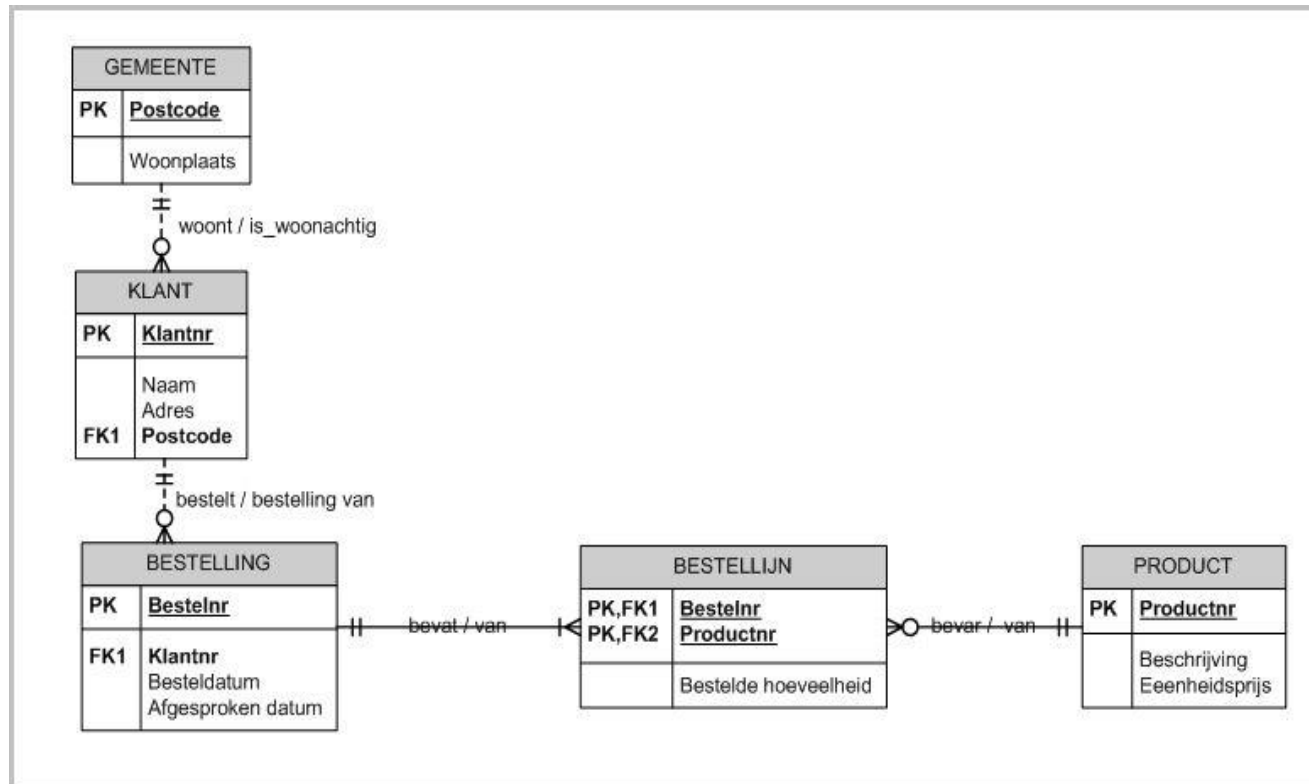 GEMEENTE
PK Postcode
Woonplaats
woont / is_woonachtig
KLANT
PK Klantnr
Naam
Adres
FK1 Postcode
bestelt / bestelling van
BESTELLING
PK Bestelnr
FK1 Klantnr
Besteldatum
Afgesproken datum
bevat / van
BESTELLIJN
PK,FK1 Bestelnr
PK,FK2 Productnr
Bestelde hoeveelheid
bevar / van
PRODUCT
PK Productnr
Beschrijving
Eeenheidsprijs